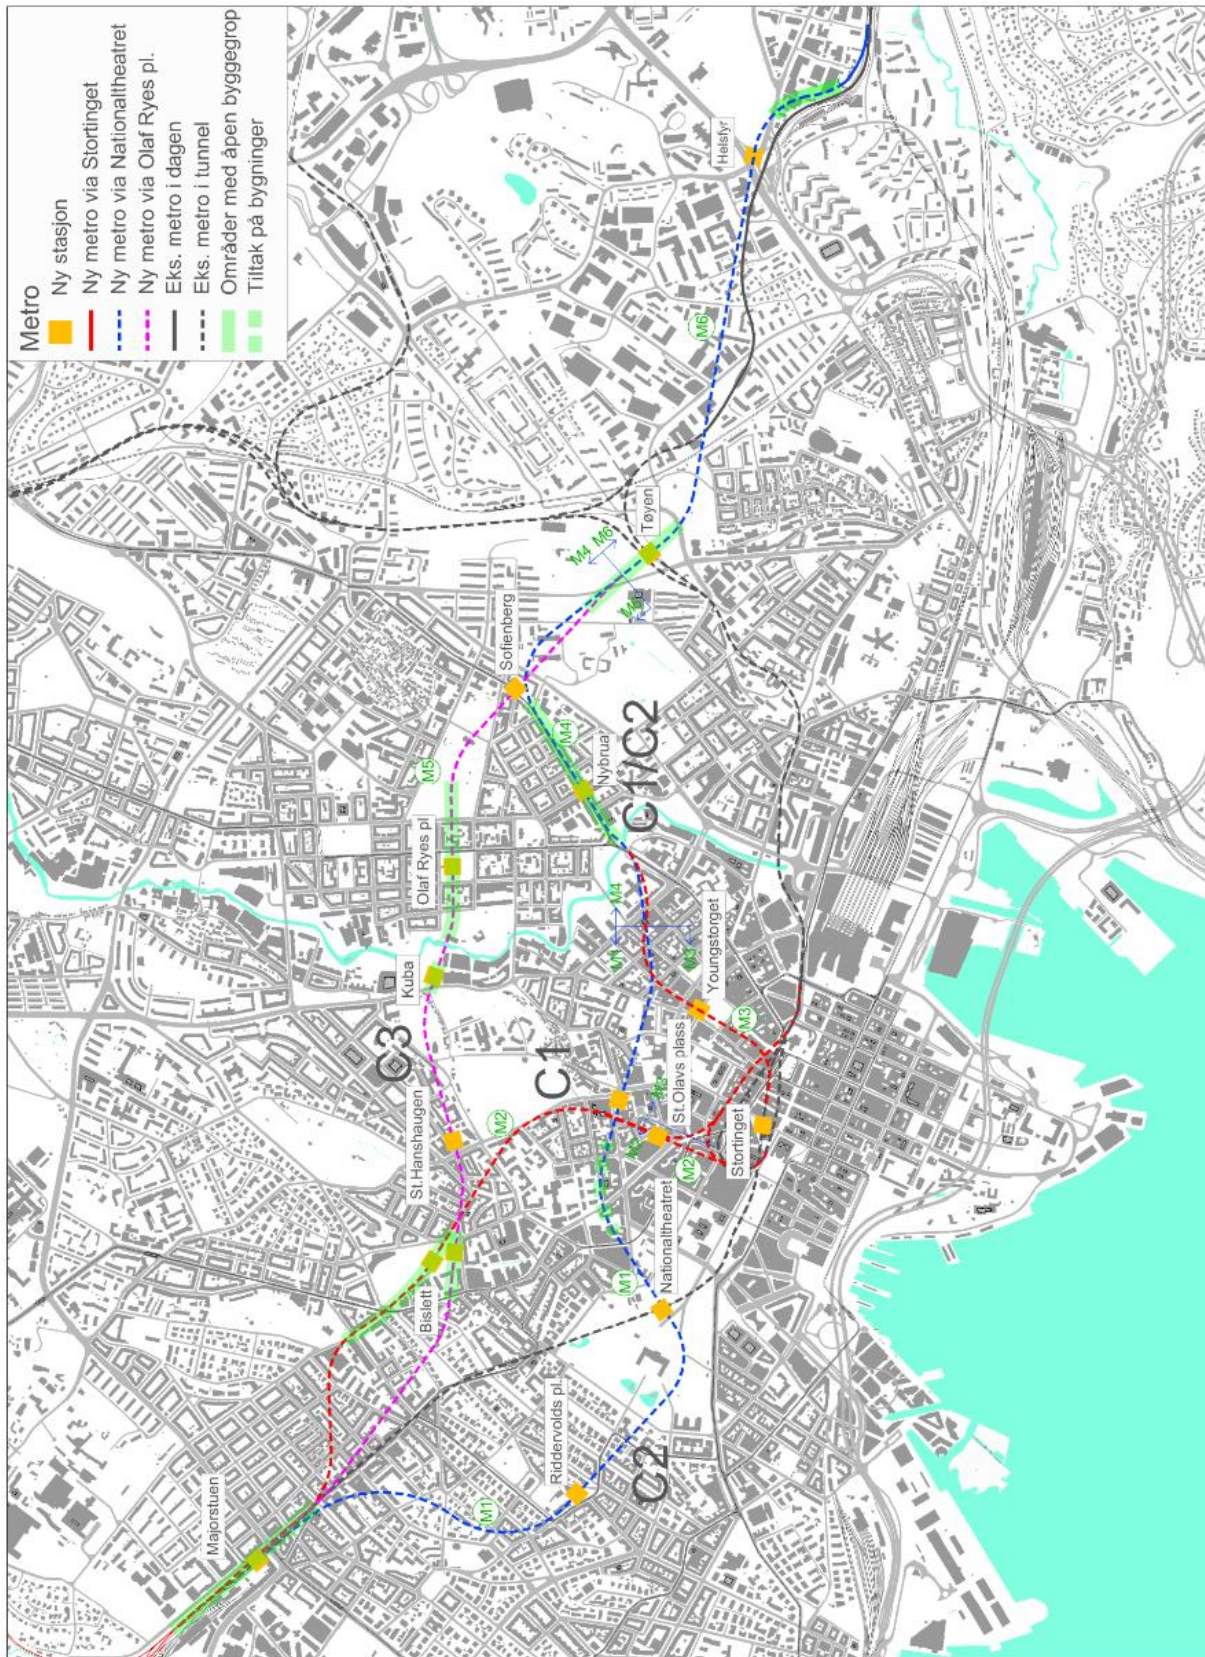 Metro
Ny stasjon
Ny metro via Stortinget
Ny metro via Nationaltheatret
Ny metro via Olaf Ryes pl.
Eks. metro i dagen
Eks. metro i tunnel
Områder med åpen byggegrop
Tiltak på bygninger
Majorstuen
Bislett
St.Hanshaugen
C3
Kuba
Olaf Ryes pl
M5
Sofienberg
M4 M6
M5
Tøyen
M6
Helsfyr
M2
C1
M1
M4
M3
M4
Nybrua
C1/C2
Youngstorget
M3
St.Olavs plass
M2
M2
Stortinget
Nationaltheatret
M1
Riddervolds pl.
M1
C2